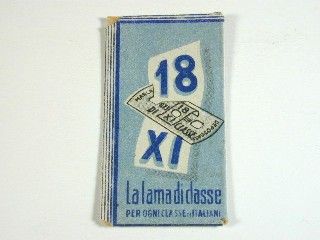 18
XI
La lama di classe
PER OGNI CLASSE di ITALIANI